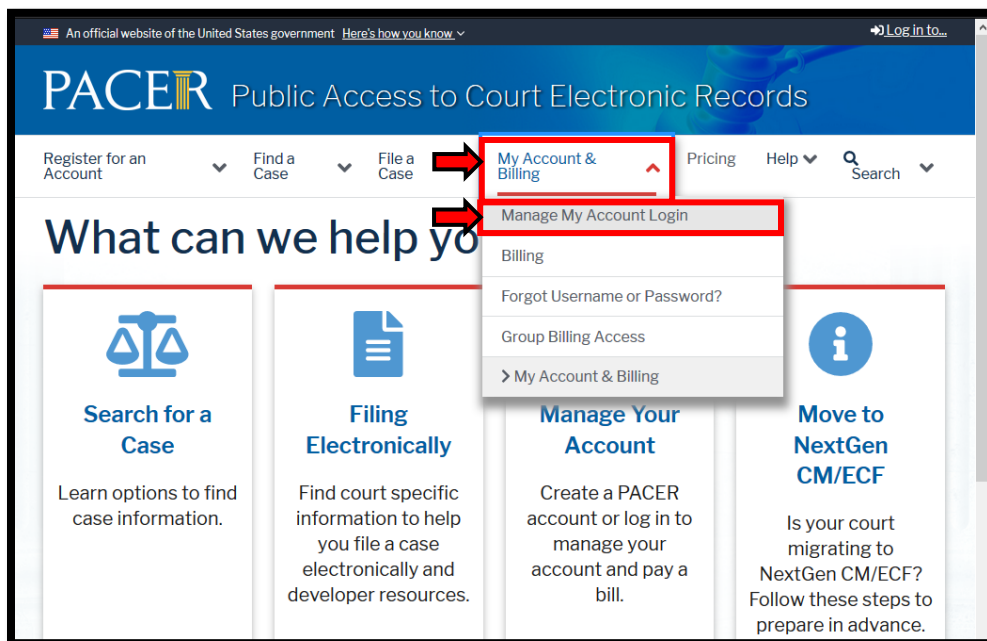 An official website of the United States government Here's how you know
Log in to...
PACER Public Access to Court Electronic Records
Register for an
Account
Find a
Case
File a
Case
My Account &
Billing
Pricing
Help
Search
Manage My Account Login
Billing
Forgot Username or Password?
Group Billing Access
My Account & Billing
What can we help yo
Search for a
Case
Learn options to find
case information.
Filing
Electronically
Find court specific
information to help
you file a case
electronically and
developer resources.
Manage Your
Account
Create a PACER
account or log in to
manage your
account and pay a
bill.
Move to
NextGen
CM/ECF
Is your court
migrating to
NextGen CM/ECF?
Follow these steps to
prepare in advance.